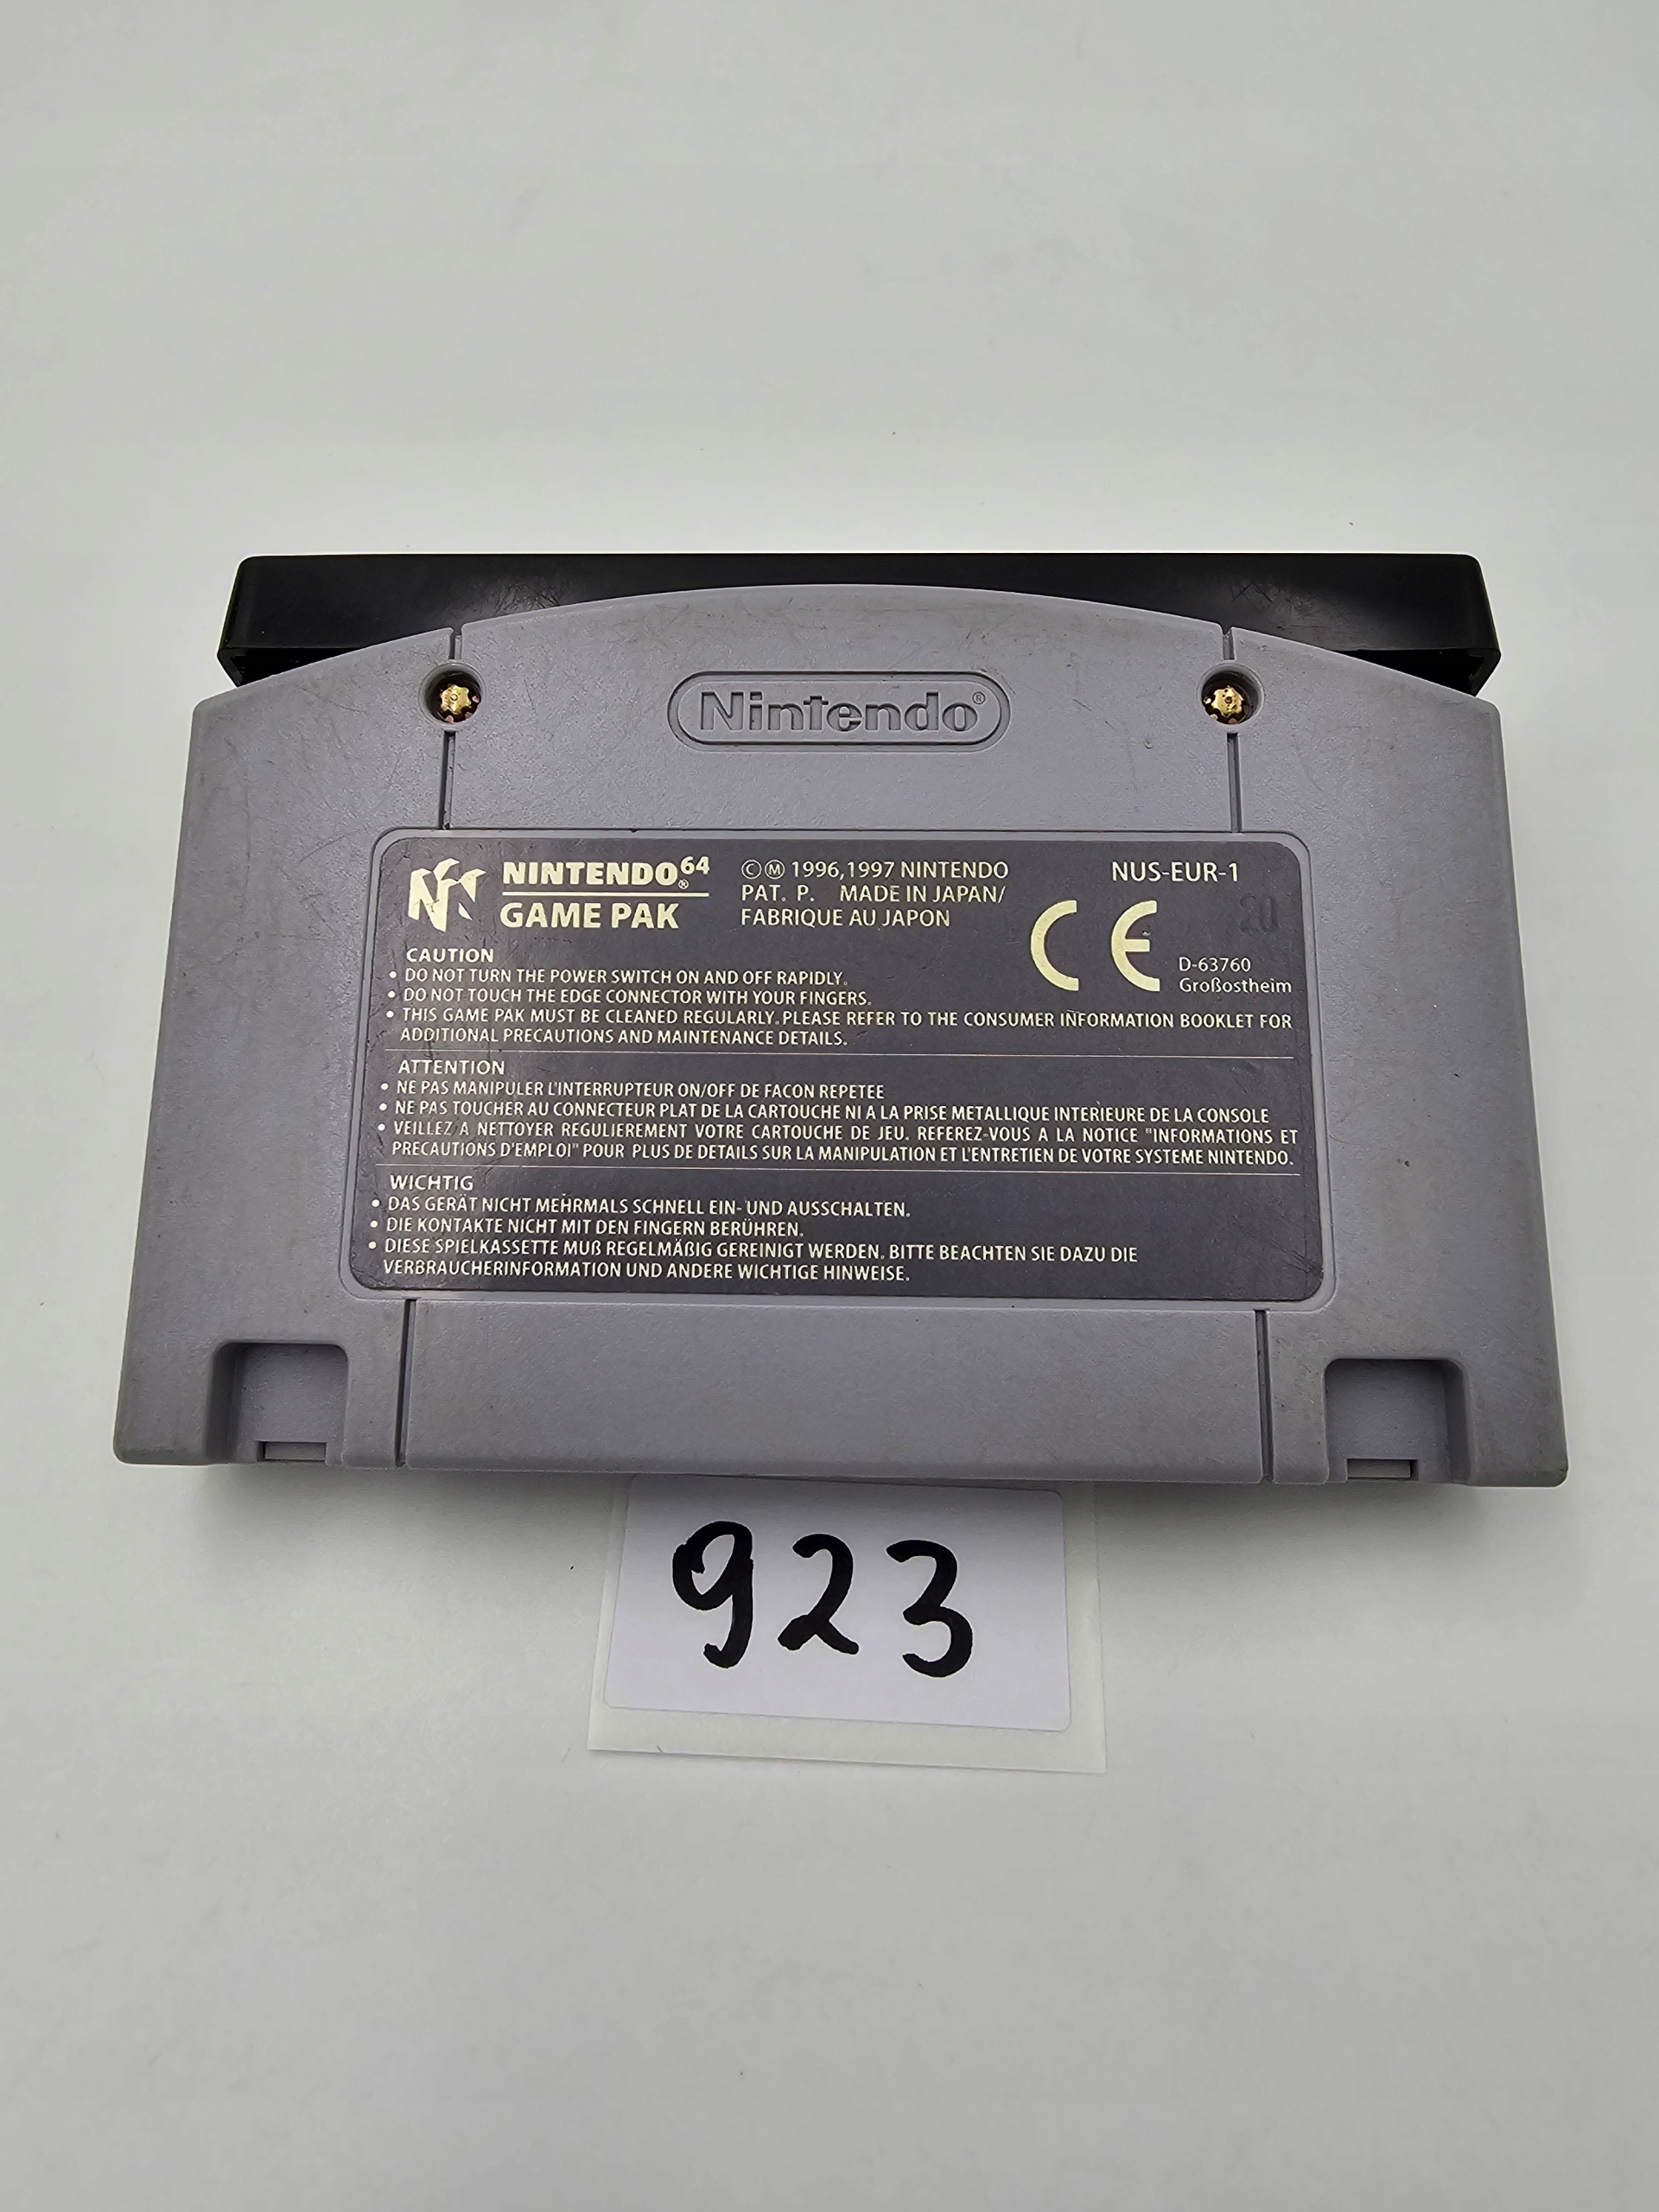 Nintendo®
NINTENDO64®
GAME PAK
©Ⓜ 1996,1997 NINTENDO
PAT. P. MADE IN JAPAN/
FABRIQUE AU JAPON
NUS-EUR-1
20
CE
D-63760
Großostheim
CAUTION
• DO NOT TURN THE POWER SWITCH ON AND OFF RAPIDLY.
• DO NOT TOUCH THE EDGE CONNECTOR WITH YOUR FINGERS.
• THIS GAME PAK MUST BE CLEANED REGULARLY. PLEASE REFER TO THE CONSUMER INFORMATION BOOKLET FOR
ADDITIONAL PRECAUTIONS AND MAINTENANCE DETAILS.
ATTENTION
• NE PAS MANIPULER L'INTERRUPTEUR ON/OFF DE FACON REPETEE
• NE PAS TOUCHER AU CONNECTEUR PLAT DE LA CARTOUCHE NI A LA PRISE METALLIQUE INTERIEURE DE LA CONSOLE
• VEILLEZ A NETTOYER REGULIEREMENT VOTRE CARTOUCHE DE JEU. REFEREZ-VOUS A LA NOTICE "INFORMATIONS ET
PRECAUTIONS D'EMPLOI" POUR PLUS DE DETAILS SUR LA MANIPULATION ET L'ENTRETIEN DE VOTRE SYSTEME NINTENDO.
WICHTIG
• DAS GERÄT NICHT MEHRMALS SCHNELL EIN- UND AUSSCHALTEN.
• DIE KONTAKTE NICHT MIT DEN FINGERN BERÜHREN.
• DIESE SPIELKASSETTE MUß REGELMÄßIG GEREINIGT WERDEN. BITTE BEACHTEN SIE DAZU DIE
VERBRAUCHERINFORMATION UND ANDERE WICHTIGE HINWEISE.
923